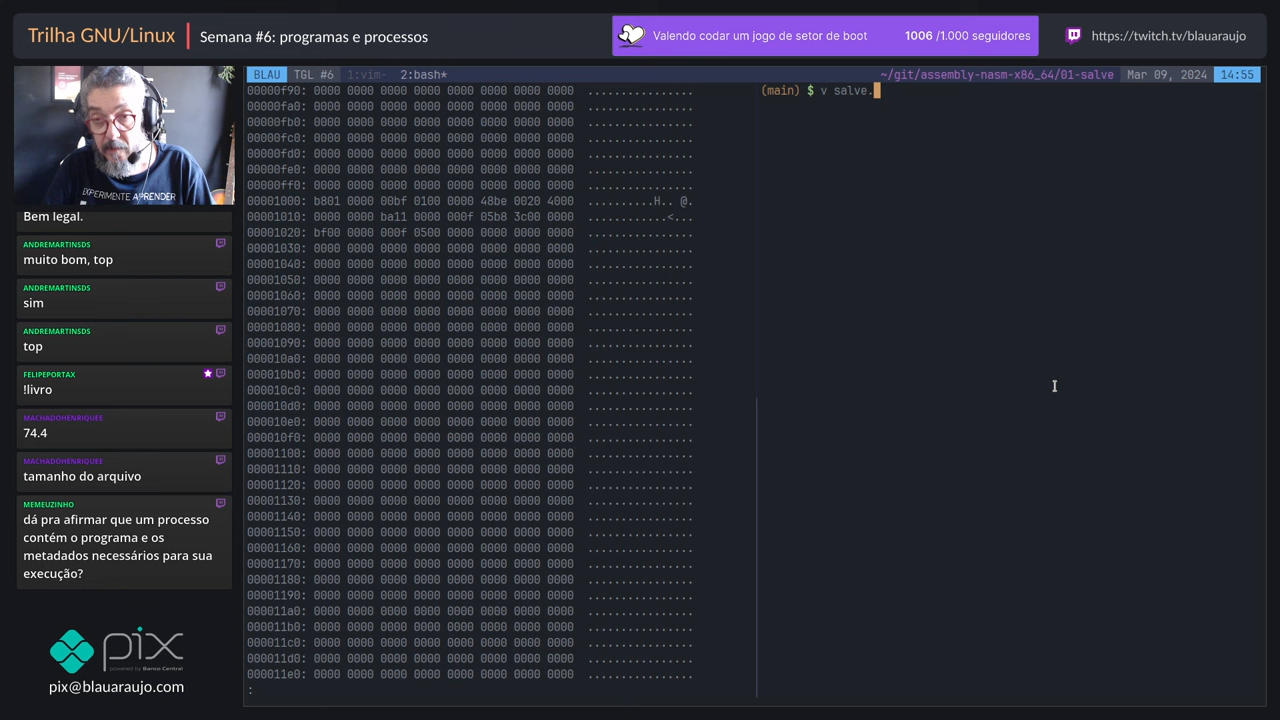 Trilha GNU/Linux
Semana #6: programas e processos
Valendo codar um jogo de setor de boot 1006 /1.000 seguidores
https://twitch.tv/blauaraujo
EXPERIMENTE APRENDER
Bem legal.
ANDREMARTINSDS
muito bom, top
ANDREMARTINSDS
sim
ANDREMARTINSDS
top
FELIPEPORTAX
!livro
MACHADOHENRIQUEE
74.4
MACHADOHENRIQUEE
tamanho do arquivo
MEMEUZINHO
dá pra afirmar que um processo
contém o programa e os
metadados necessários para sua
execução?
pix
powered by Banco Central
pix@blauaraujo.com
BLAU TGL #6 1:vim- 2:bash* ~/git/assembly-nasm-x86_64/01-salve Mar 09, 2024 14:55
00000f90: 0000 0000 0000 0000 0000 0000 0000 0000 ................
00000fa0: 0000 0000 0000 0000 0000 0000 0000 0000 ................
00000fb0: 0000 0000 0000 0000 0000 0000 0000 0000 ................
00000fc0: 0000 0000 0000 0000 0000 0000 0000 0000 ................
00000fd0: 0000 0000 0000 0000 0000 0000 0000 0000 ................
00000fe0: 0000 0000 0000 0000 0000 0000 0000 0000 ................
00000ff0: 0000 0000 0000 0000 0000 0000 0000 0000 ................
00001000: b801 0000 00bf 0100 0000 48be 0020 4000 ..........H.. @.
00001010: 0000 0000 ba11 0000 000f 05b8 3c00 0000 ............<...
00001020: bf00 0000 000f 0500 0000 0000 0000 0000 ................
00001030: 0000 0000 0000 0000 0000 0000 0000 0000 ................
00001040: 0000 0000 0000 0000 0000 0000 0000 0000 ................
00001050: 0000 0000 0000 0000 0000 0000 0000 0000 ................
00001060: 0000 0000 0000 0000 0000 0000 0000 0000 ................
00001070: 0000 0000 0000 0000 0000 0000 0000 0000 ................
00001080: 0000 0000 0000 0000 0000 0000 0000 0000 ................
00001090: 0000 0000 0000 0000 0000 0000 0000 0000 ................
000010a0: 0000 0000 0000 0000 0000 0000 0000 0000 ................
000010b0: 0000 0000 0000 0000 0000 0000 0000 0000 ................
000010c0: 0000 0000 0000 0000 0000 0000 0000 0000 ................
000010d0: 0000 0000 0000 0000 0000 0000 0000 0000 ................
000010e0: 0000 0000 0000 0000 0000 0000 0000 0000 ................
000010f0: 0000 0000 0000 0000 0000 0000 0000 0000 ................
00001100: 0000 0000 0000 0000 0000 0000 0000 0000 ................
00001110: 0000 0000 0000 0000 0000 0000 0000 0000 ................
00001120: 0000 0000 0000 0000 0000 0000 0000 0000 ................
00001130: 0000 0000 0000 0000 0000 0000 0000 0000 ................
00001140: 0000 0000 0000 0000 0000 0000 0000 0000 ................
00001150: 0000 0000 0000 0000 0000 0000 0000 0000 ................
00001160: 0000 0000 0000 0000 0000 0000 0000 0000 ................
00001170: 0000 0000 0000 0000 0000 0000 0000 0000 ................
00001180: 0000 0000 0000 0000 0000 0000 0000 0000 ................
00001190: 0000 0000 0000 0000 0000 0000 0000 0000 ................
000011a0: 0000 0000 0000 0000 0000 0000 0000 0000 ................
000011b0: 0000 0000 0000 0000 0000 0000 0000 0000 ................
000011c0: 0000 0000 0000 0000 0000 0000 0000 0000 ................
000011d0: 0000 0000 0000 0000 0000 0000 0000 0000 ................
000011e0: 0000 0000 0000 0000 0000 0000 0000 0000 ................
:
(main) $ v salve.